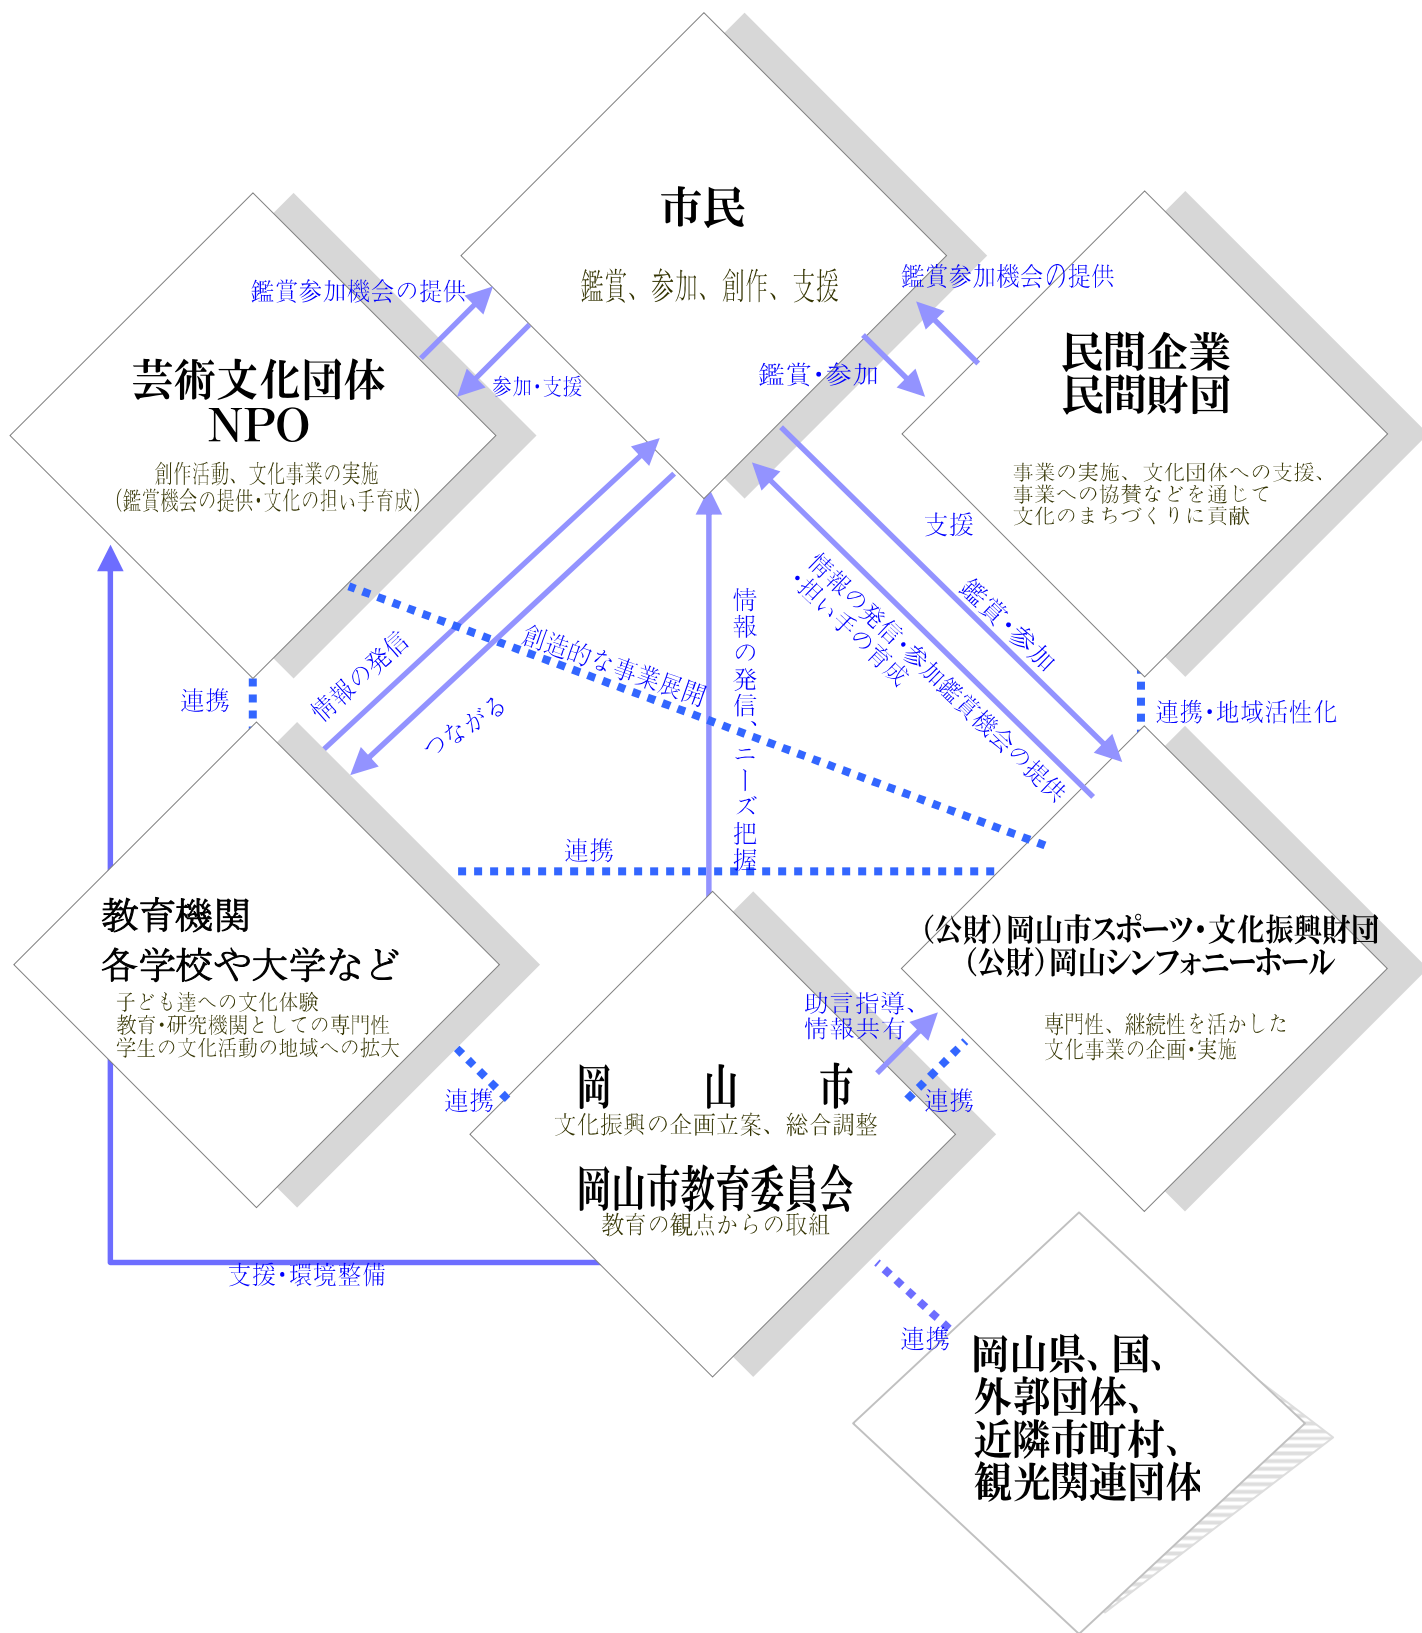 市民
鑑賞、参加、創作、支援
鑑賞参加機会の提供
鑑賞参加機会の提供
芸術文化団体
NPO
創作活動、文化事業の実施
（鑑賞機会の提供・文化の担い手育成）
参加・支援
鑑賞・参加
民間企業
民間財団
事業の実施、文化団体への支援、
事業への協賛などを通じて
文化のまちづくりに貢献
支援
鑑賞・参加
情報の発信・参加鑑賞機会の提供
・担い手の育成
情報の発信、ニーズ把握
創造的な事業展開
情報の発信
つながる
連携
連携・地域活性化
連携
教育機関
各学校や大学など
子ども達への文化体験
教育・研究機関としての専門性
学生の文化活動の地域への拡大
（公財）岡山市スポーツ・文化振興財団
（公財）岡山シンフォニーホール
専門性、継続性を活かした
文化事業の企画・実施
助言指導、
情報共有
連携
連携
岡　山　市
文化振興の企画立案、総合調整
岡山市教育委員会
教育の観点からの取組
支援・環境整備
連携
岡山県、国、
外郭団体、
近隣市町村、
観光関連団体